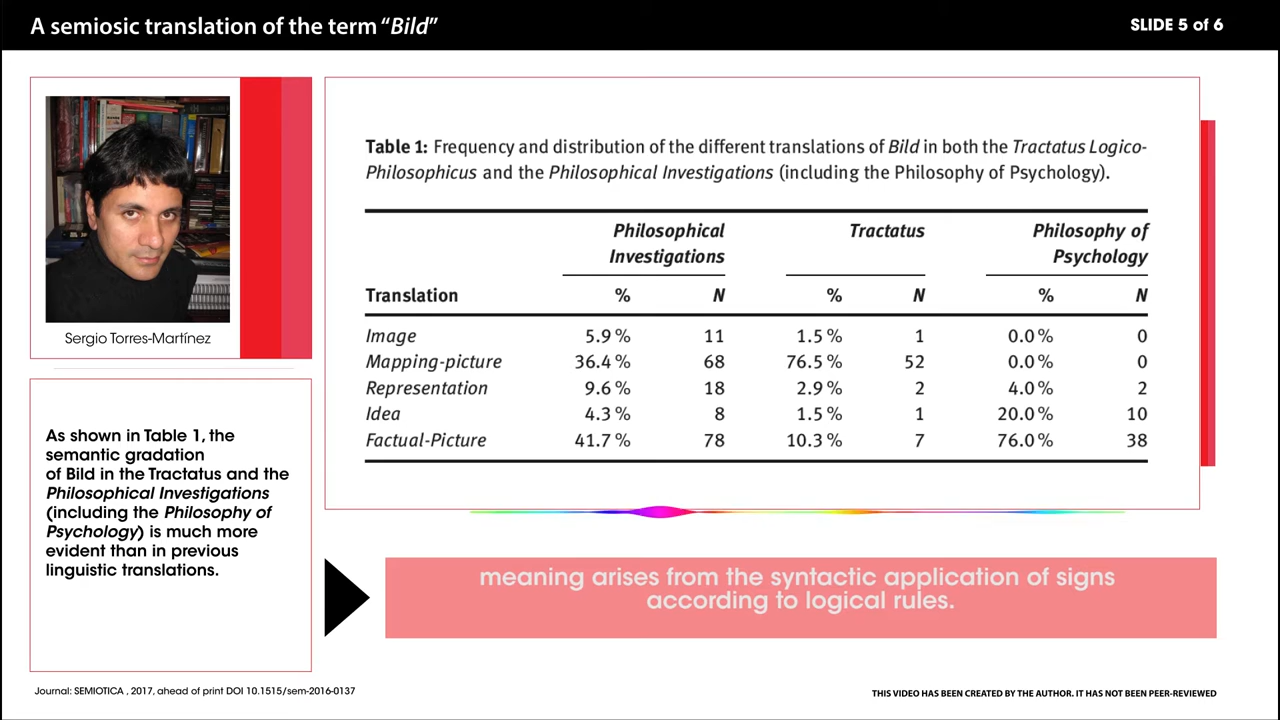 A semiosic translation of the term “Bild”
SLIDE 5 of 6
Sergio Torres-Martínez
As shown in Table 1, the
semantic gradation
of Bild in the Tractatus and the
Philosophical Investigations
(including the Philosophy of
Psychology) is much more
evident than in previous
linguistic translations.
Table 1: Frequency and distribution of the different translations of Bild in both the Tractatus Logico-
Philosophicus and the Philosophical Investigations (including the Philosophy of Psychology).
Philosophical Investigations Tractatus Philosophy of Psychology
Translation % N % N % N
Image 5.9 % 11 1.5 % 1 0.0 % 0
Mapping-picture 36.4 % 68 76.5 % 52 0.0 % 0
Representation 9.6 % 18 2.9 % 2 4.0 % 2
Idea 4.3 % 8 1.5 % 1 20.0 % 10
Factual-Picture 41.7 % 78 10.3 % 7 76.0 % 38
meaning arises from the syntactic application of signs
according to logical rules.
Journal: SEMIOTICA , 2017, ahead of print DOI 10.1515/sem-2016-0137
THIS VIDEO HAS BEEN CREATED BY THE AUTHOR. IT HAS NOT BEEN PEER-REVIEWED